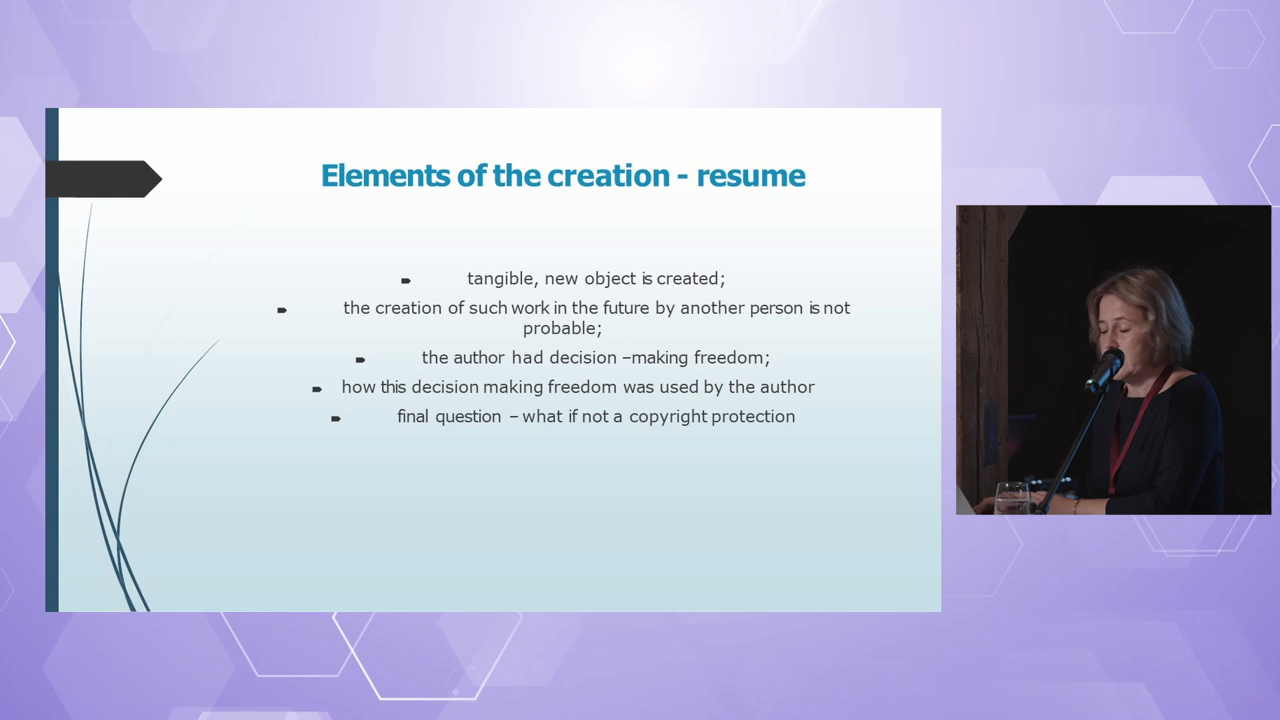 Elements of the creation - resume
tangible, new object is created;
the creation of such work in the future by another person is not
probable;
the author had decision –making freedom;
how this decision making freedom was used by the author
final question – what if not a copyright protection